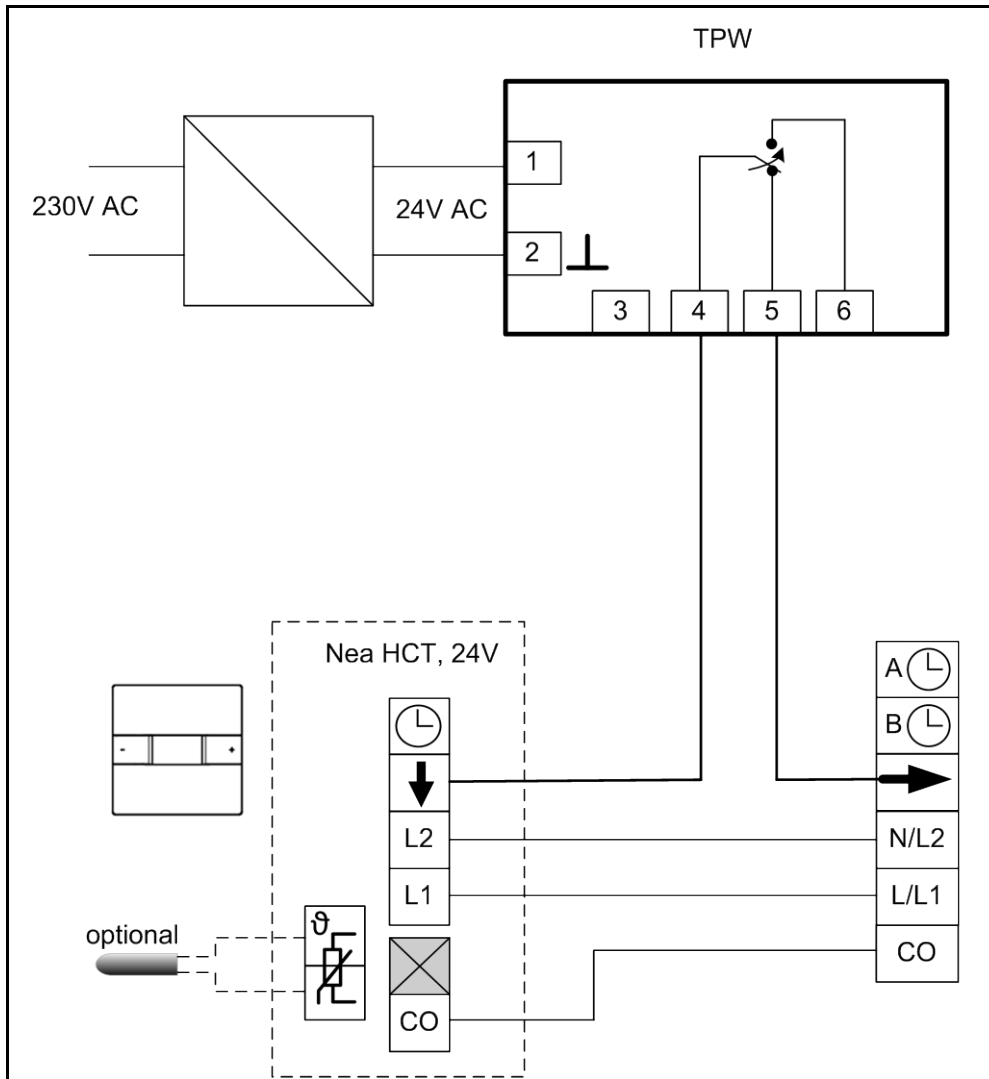 TPW
230V AC
24V AC
1
2
3 4 5 6
Nea HCT, 24V
- +
L2
L1
optional
ϑ
CO
A
B
N/L2
L/L1
CO